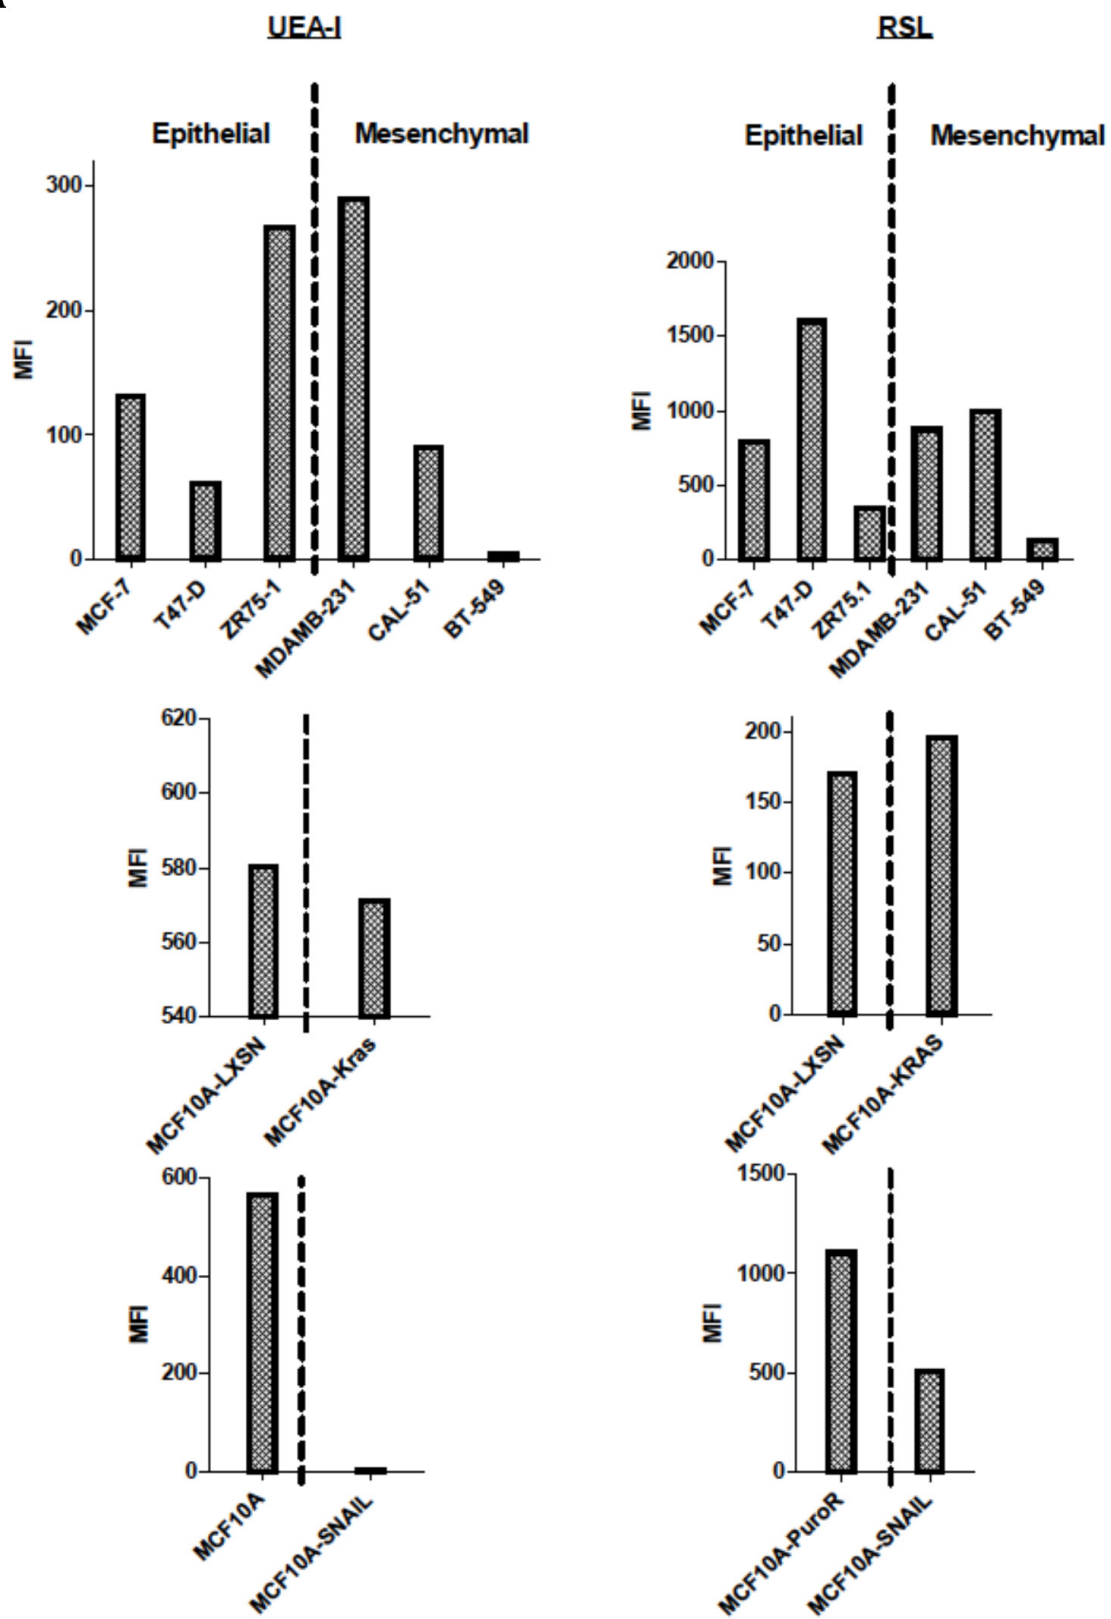 UEA-I
RSL
Epithelial
Mesenchymal
Epithelial
Mesenchymal
300
200
100
0
MFI
MCF-7
T47-D
ZR75-1
MDAMB-231
CAL-51
BT-549
2000
1500
1000
500
0
MFI
MCF-7
T47-D
ZR75.1
MDAMB-231
CAL-51
BT-549
620
600
580
560
540
MFI
MCF10A-LXSN
MCF10A-Kras
200
150
100
50
0
MFI
MCF10A-LXSN
MCF10A-KRAS
600
400
200
0
MFI
MCF10A
MCF10A-SNAIL
1500
1000
500
0
MFI
MCF10A-PuroR
MCF10A-SNAIL